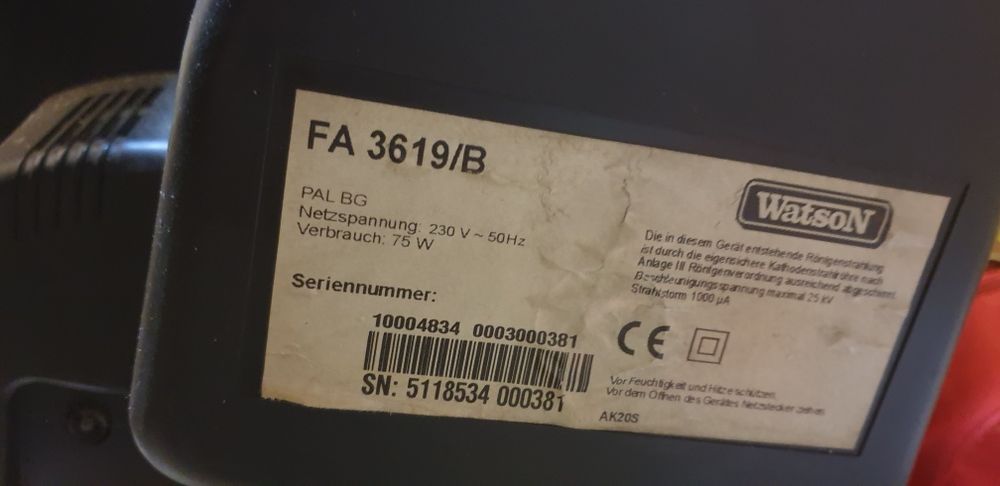 FA 3619/B
PAL BG
Netzspannung: 230 V ~ 50Hz
Verbrauch: 75 W
Seriennummer:
10004834 0003000381
SN: 5118534 000381
WatsoN
Die in diesem Gerät entstehende Röntgenstrahlung
ist durch die eigensichere Kathodenstrahlröhre nach
Anlage III Röntgenverordnung ausreichend abgeschirmt.
Beschleunigungsspannung maximal 25 kV
Strahlstorm 1000 µA
CE
Vor Feuchtigkeit und Hitze schützen.
Vor dem Öffnen des Gerätes Netzstecker ziehen
AK20S